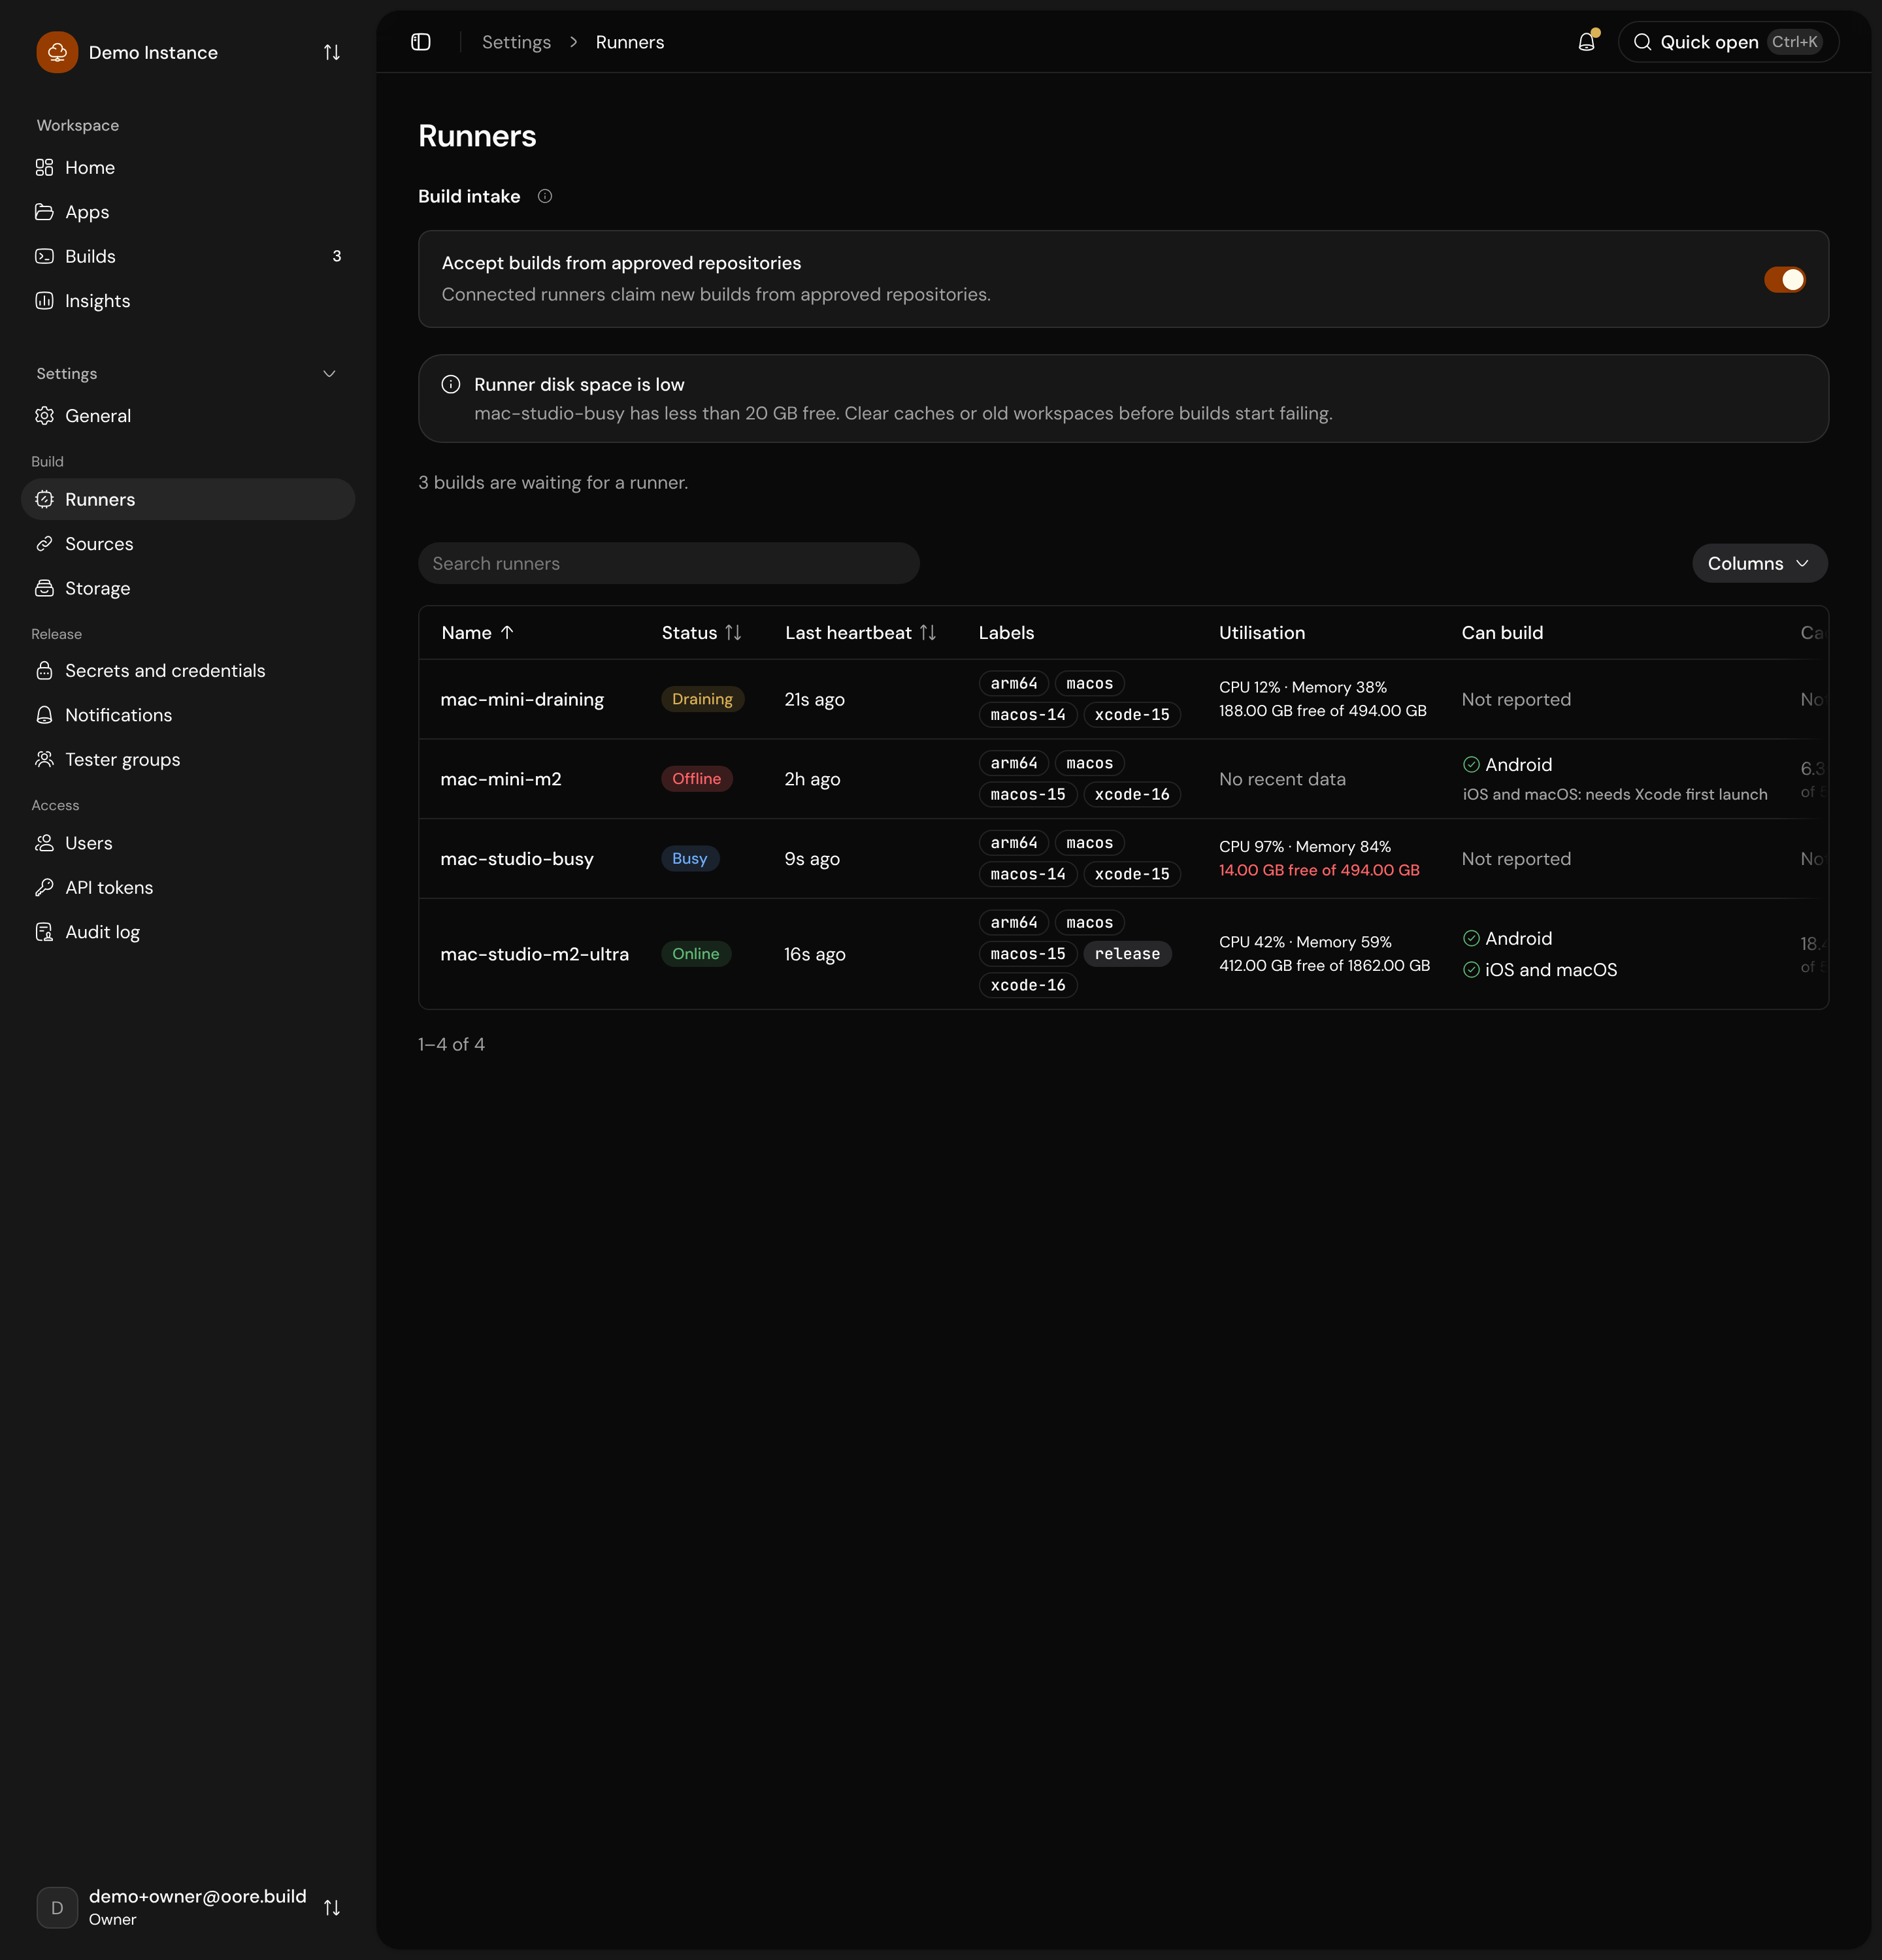 Demo Instance
Workspace
Home
Apps
Builds 3
Insights
Settings
General
Build
Runners
Sources
Storage
Release
Secrets and credentials
Notifications
Tester groups
Access
Users
API tokens
Audit log
D
demo+owner@oore.build
Owner
Settings Runners
Quick open Ctrl+K
Runners
Build intake
Accept builds from approved repositories
Connected runners claim new builds from approved repositories.
Runner disk space is low
mac-studio-busy has less than 20 GB free. Clear caches or old workspaces before builds start failing.
3 builds are waiting for a runner.
Search runners
Columns
Name Status Last heartbeat Labels Utilisation Can build
mac-mini-draining Draining 21s ago
arm64 macos
macos-14 xcode-15
CPU 12% · Memory 38%
188.00 GB free of 494.00 GB
Not reported
mac-mini-m2 Offline 2h ago
arm64 macos
macos-15 xcode-16
No recent data
Android
iOS and macOS: needs Xcode first launch
mac-studio-busy Busy 9s ago
arm64 macos
macos-14 xcode-15
CPU 97% · Memory 84%
14.00 GB free of 494.00 GB
Not reported
mac-studio-m2-ultra Online 16s ago
arm64 macos
macos-15 release
xcode-16
CPU 42% · Memory 59%
412.00 GB free of 1862.00 GB
Android
iOS and macOS
1–4 of 4